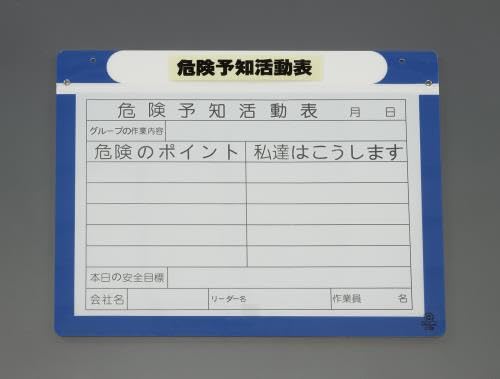 危険予知活動表
危険予知活動表 月 日
グループの作業内容
危険のポイント 私達はこうします
本日の安全目標
会社名 リーダー名 作業員 名